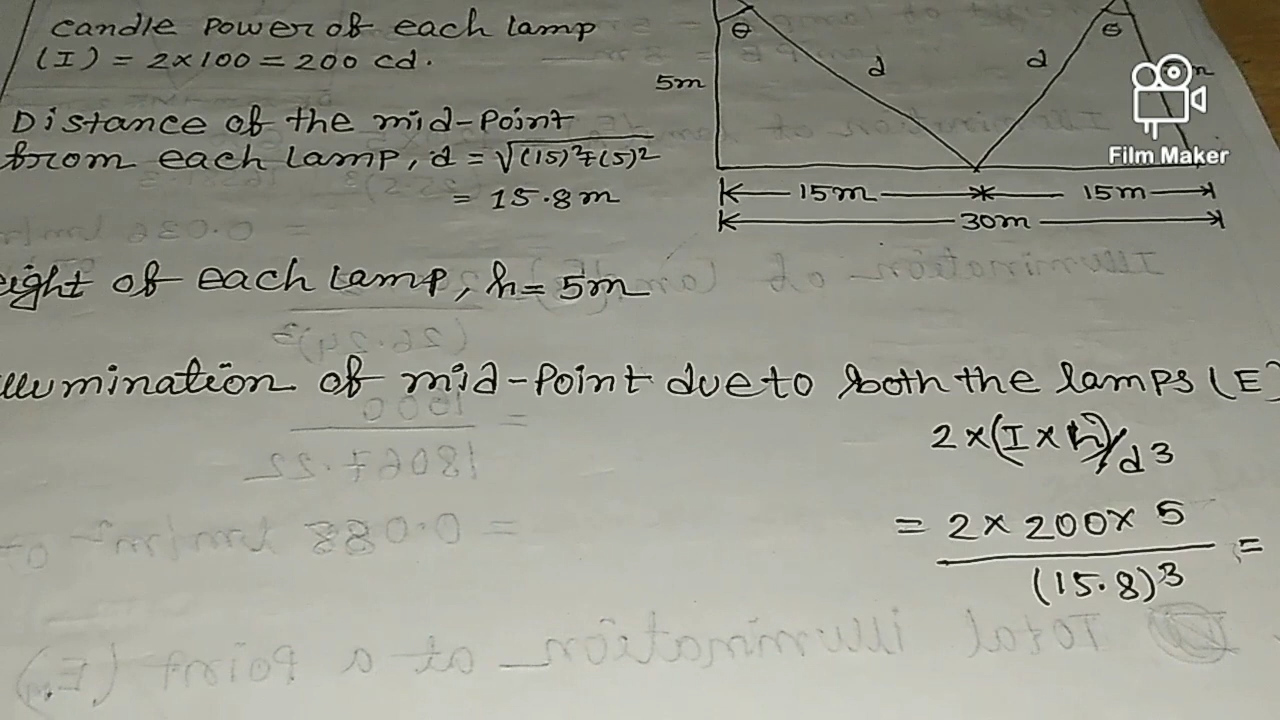 candle power of each lamp
(I) = 2×100 = 200 cd.
Distance of the mid-Point
from each lamp, d = √(15)²+(5)²
= 15.8m
θ
θ
d
d
5m
15m
15m
30m
Film Maker
eight of each lamp, h = 5m
llumination of mid-Point due to both the lamps (E)
2×(I×h)/d3
= 2×200×5
(15.8)3
=